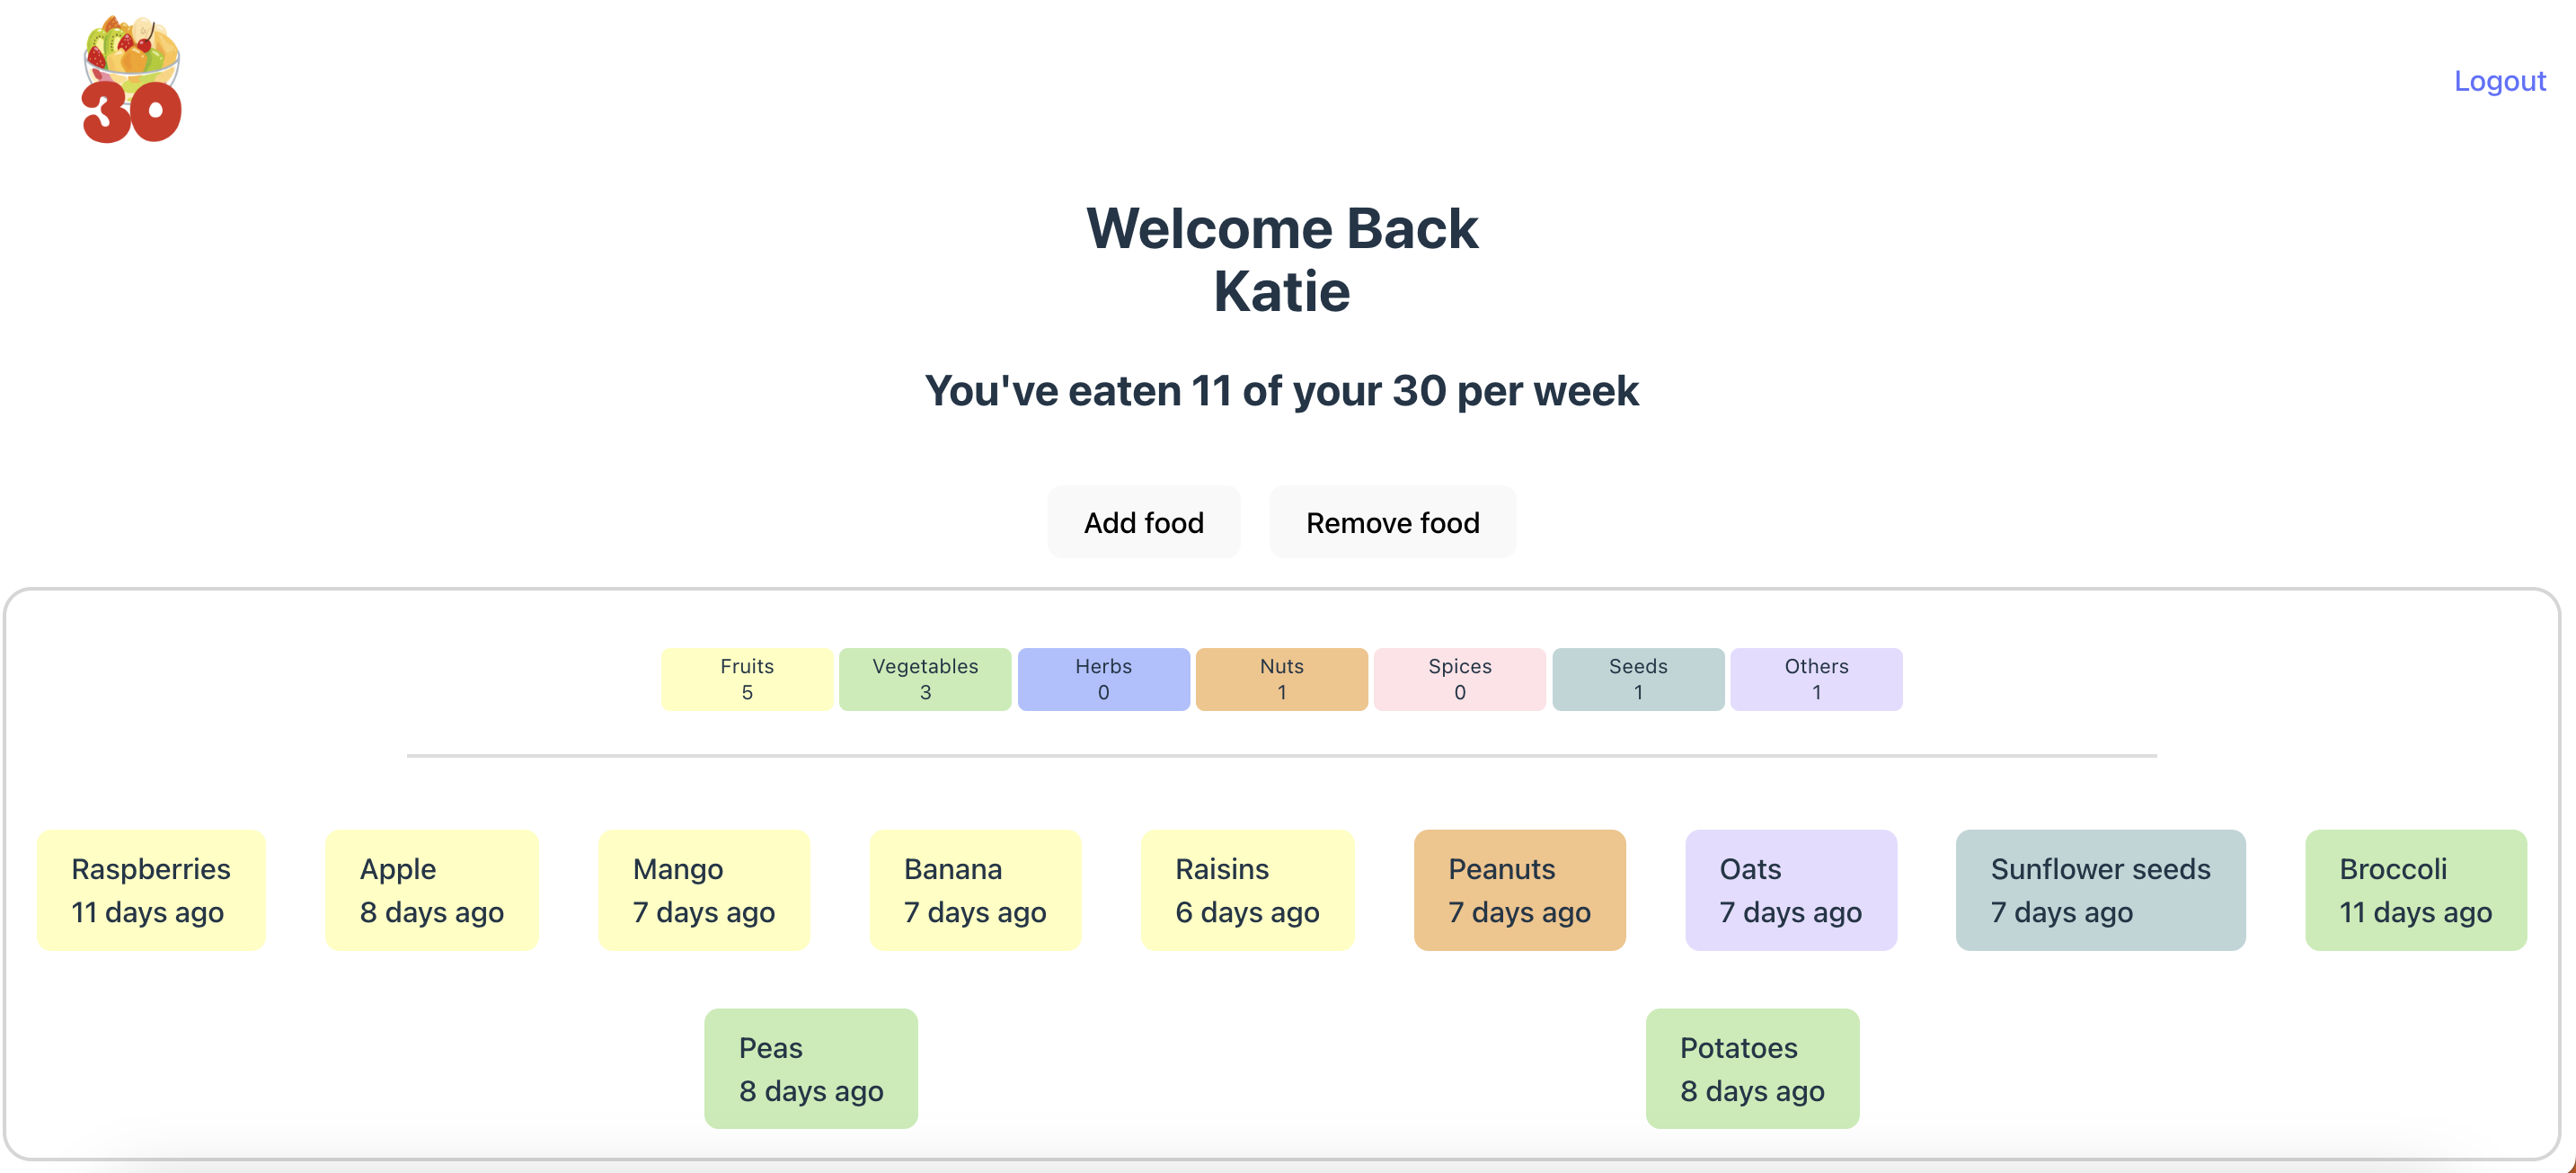 30
Logout
Welcome Back
Katie
You've eaten 11 of your 30 per week
Add food
Remove food
Fruits
5
Vegetables
3
Herbs
0
Nuts
1
Spices
0
Seeds
1
Others
1
Raspberries
11 days ago
Apple
8 days ago
Mango
7 days ago
Banana
7 days ago
Raisins
6 days ago
Peanuts
7 days ago
Oats
7 days ago
Sunflower seeds
7 days ago
Broccoli
11 days ago
Peas
8 days ago
Potatoes
8 days ago